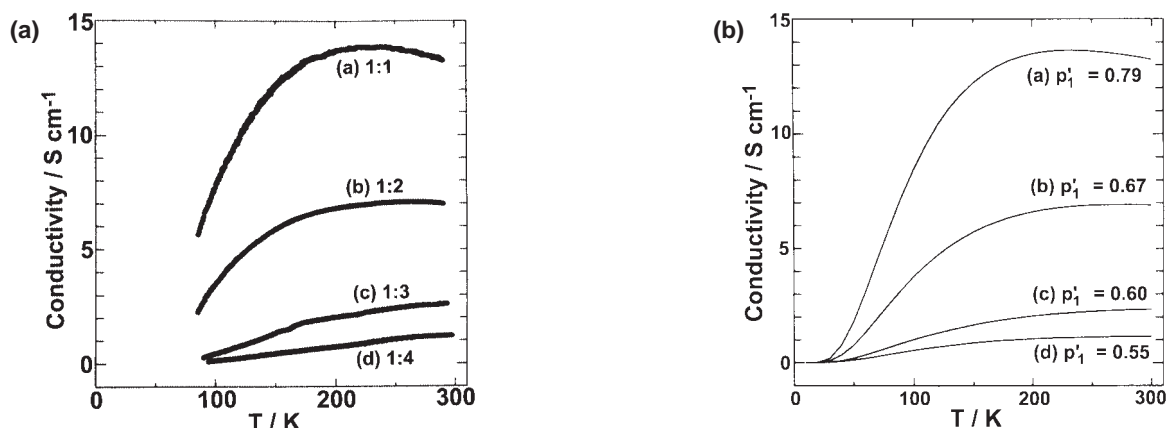 (a)
Conductivity / S cm⁻¹
15
10
5
0
(a) 1:1
(b) 1:2
(c) 1:3
(d) 1:4
0 100 200 300
T / K
(b)
Conductivity / S cm⁻¹
15
10
5
0
(a) p'₁ = 0.79
(b) p'₁ = 0.67
(c) p'₁ = 0.60
(d) p'₁ = 0.55
0 100 200 300
T / K